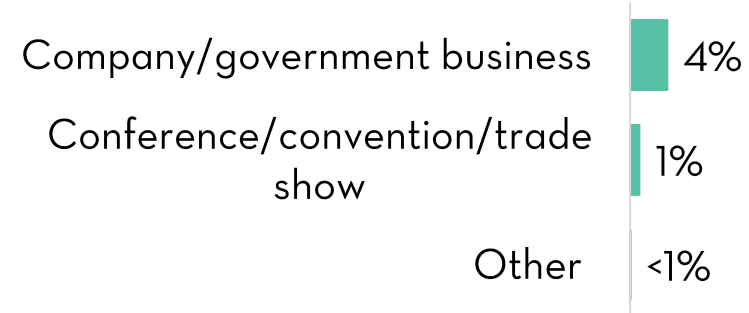 Company/government business 4%
Conference/convention/trade
show
1%
Other <1%